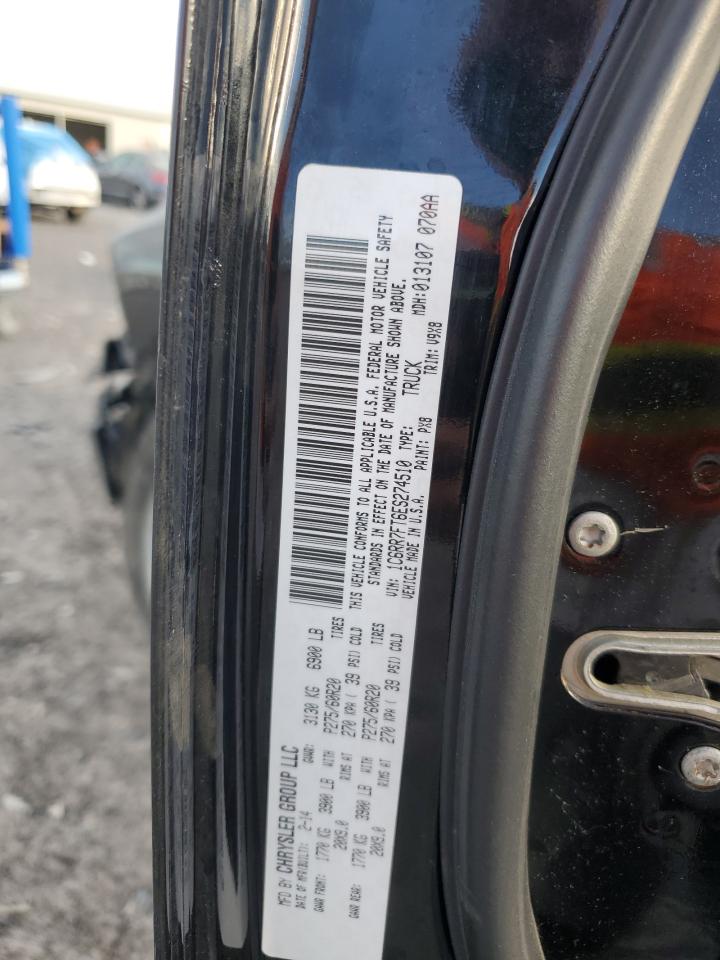 MFD BY CHRYSLER GROUP LLC
DATE OF MFR(BUILT): 2-14 GVWR: 3130 KG 6900 LB
GAWR FRONT: 1770 KG 3900 LB WITH P275/60R20 TIRES
20X9.0 RIMS AT 270 KPA ( 39 PSI) COLD
GAWR REAR: 1770 KG 3900 LB WITH P275/60R20 TIRES
20X9.0 RIMS AT 270 KPA ( 39 PSI) COLD
THIS VEHICLE CONFORMS TO ALL APPLICABLE U.S.A. FEDERAL MOTOR VEHICLE SAFETY
STANDARDS IN EFFECT ON THE DATE OF MANUFACTURE SHOWN ABOVE.
VIN: 1C6RR7FT6ES274510 TYPE: TRUCK MDH:013107 070AA
VEHICLE MADE IN U.S.A. PAINT: PX8 TRIM: V9X8